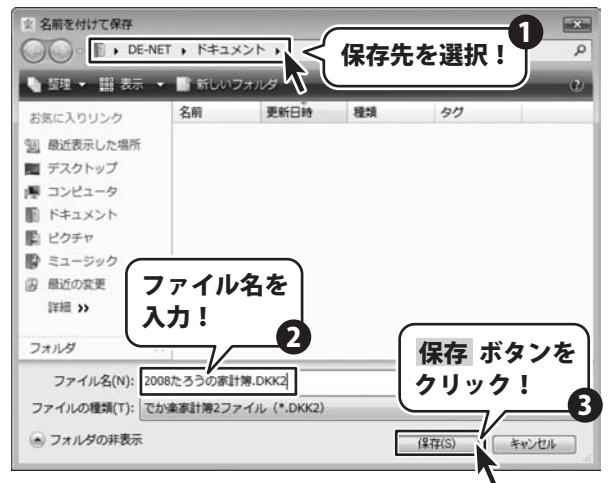 名前を付けて保存
DE-NET ドキュメント
保存先を選択！
1
整理 表示 新しいフォルダ
お気に入りリンク
名前 更新日時 種類 タグ
最近表示した場所
デスクトップ
コンピュータ
ドキュメント
ピクチャ
ミュージック
最近の変更
詳細 >>
フォルダ
ファイル名を
入力！
2
ファイル名(N): 2008たろうの家計簿.DKK2
ファイルの種類(T): でか楽家計簿2ファイル (*.DKK2)
保存 ボタンを
クリック！
3
フォルダの非表示
保存(S) キャンセル